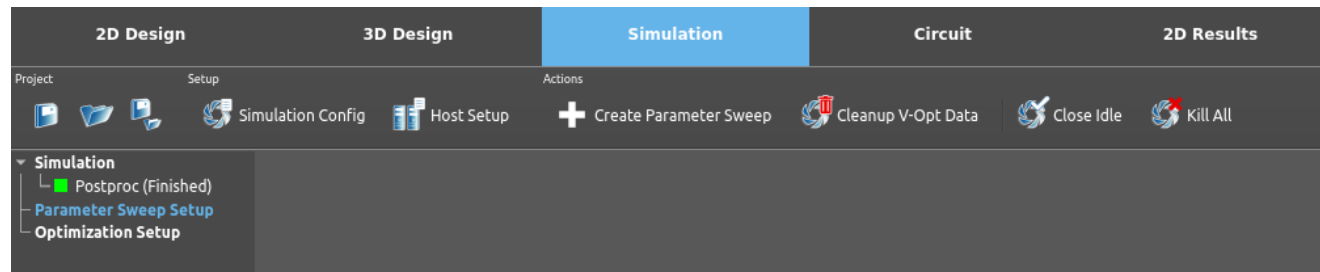 2D Design 3D Design Simulation Circuit 2D Results
Project Setup Actions
Simulation Config Host Setup Create Parameter Sweep Cleanup V-Opt Data Close Idle Kill All
Simulation
Postproc (Finished)
Parameter Sweep Setup
Optimization Setup